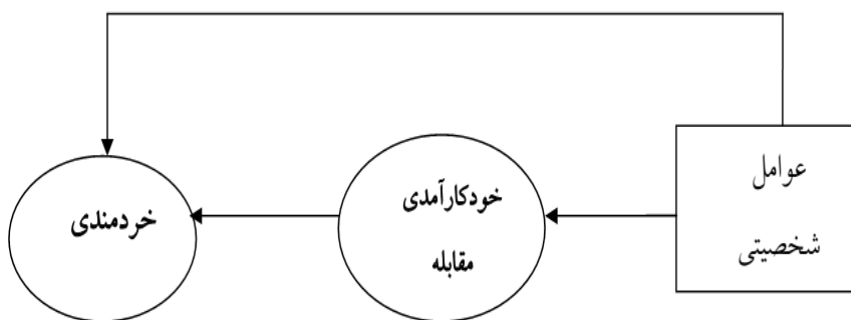 عوامل
شخصیتی
خودکارآمدی
مقابله
خردمندی